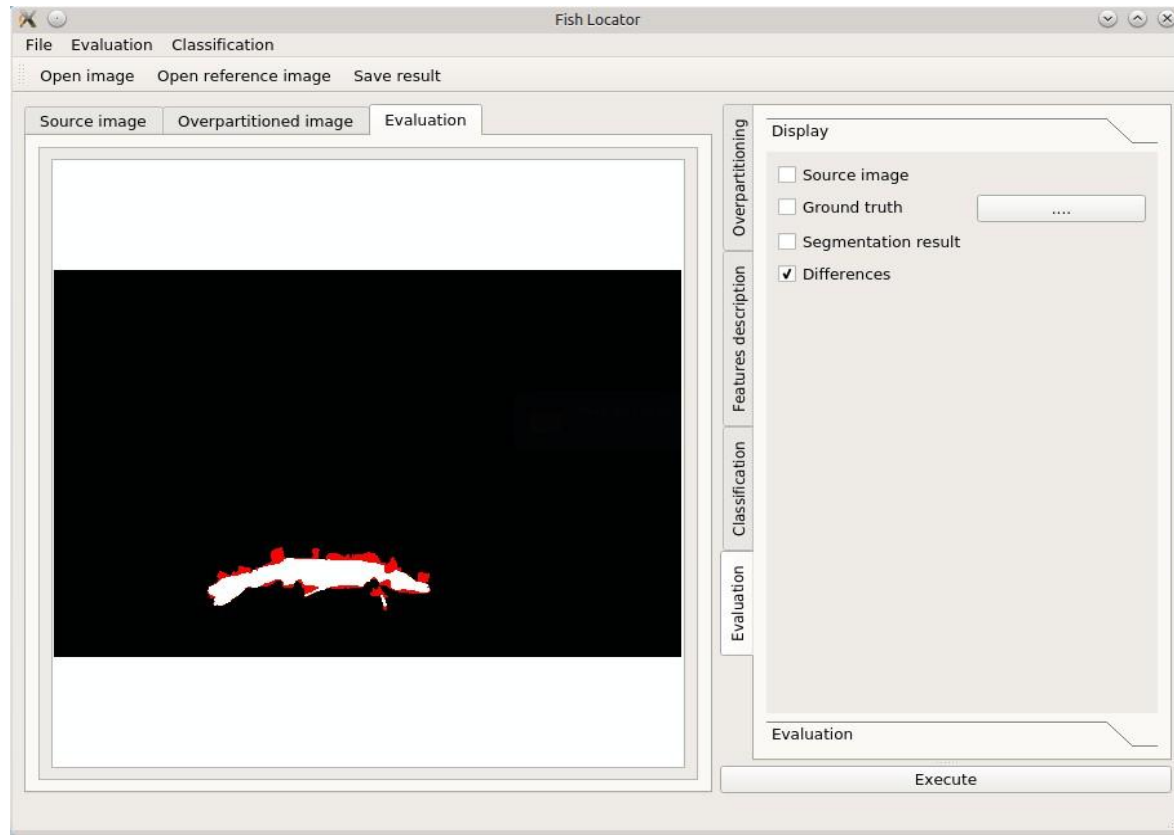 Fish Locator
File Evaluation Classification
Open image Open reference image Save result
Source image Overpartitioned image Evaluation
Overpartitioning
Features description
Classification
Evaluation
Display
Source image
Ground truth ....
Segmentation result
Differences
Evaluation
Execute